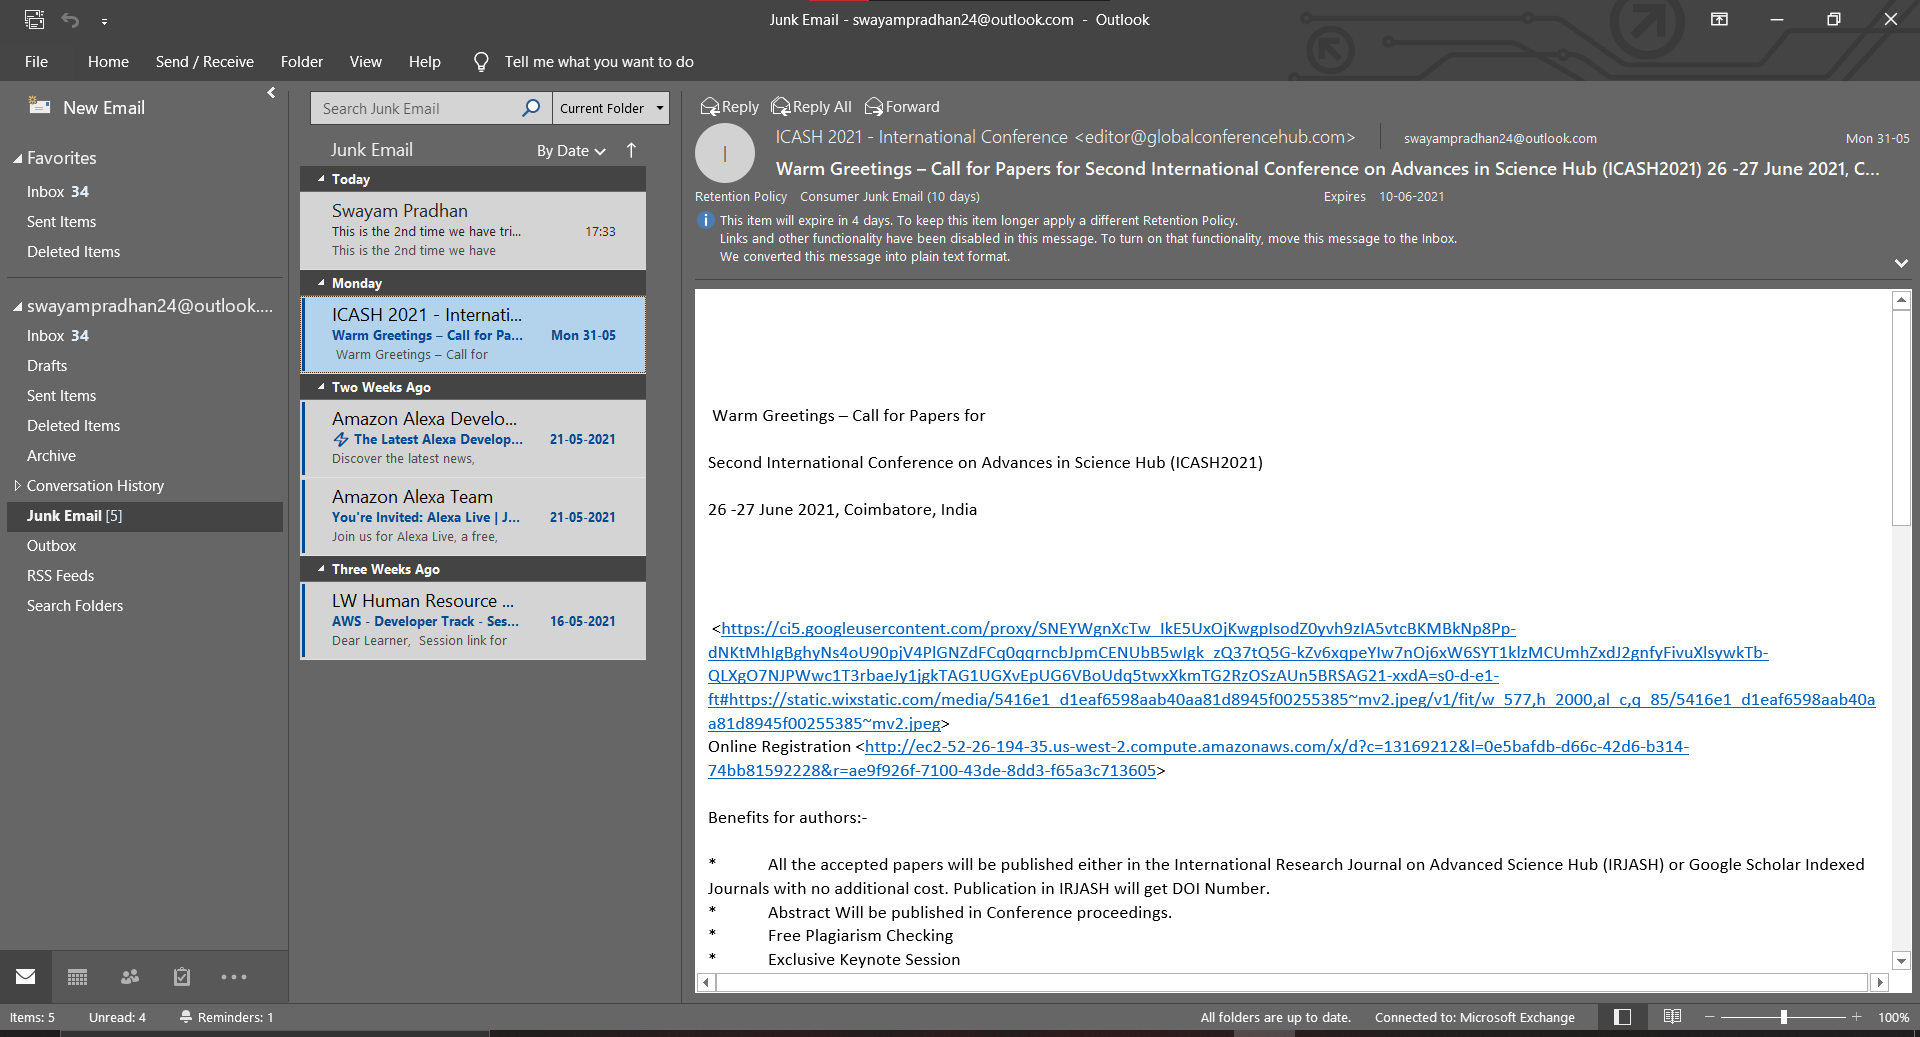 Junk Email - swayampradhan24@outlook.com - Outlook
File Home Send / Receive Folder View Help Tell me what you want to do
New Email
Favorites
Inbox 34
Sent Items
Deleted Items
swayampradhan24@outlook....
Inbox 34
Drafts
Sent Items
Deleted Items
Archive
Conversation History
Junk Email [5]
Outbox
RSS Feeds
Search Folders
Search Junk Email
Current Folder
Junk Email By Date
Today
Swayam Pradhan
This is the 2nd time we have tri... 17:33
This is the 2nd time we have
Monday
ICASH 2021 - Internati...
Warm Greetings – Call for Pa... Mon 31-05
Warm Greetings – Call for
Two Weeks Ago
Amazon Alexa Develo...
The Latest Alexa Develop... 21-05-2021
Discover the latest news,
Amazon Alexa Team
You're Invited: Alexa Live | J... 21-05-2021
Join us for Alexa Live, a free,
Three Weeks Ago
LW Human Resource ...
AWS - Developer Track - Ses... 16-05-2021
Dear Learner, Session link for
Reply Reply All Forward
I
ICASH 2021 - International Conference <editor@globalconferencehub.com> swayampradhan24@outlook.com Mon 31-05
Warm Greetings – Call for Papers for Second International Conference on Advances in Science Hub (ICASH2021) 26 -27 June 2021, C...
Retention Policy Consumer Junk Email (10 days) Expires 10-06-2021
This item will expire in 4 days. To keep this item longer apply a different Retention Policy.
Links and other functionality have been disabled in this message. To turn on that functionality, move this message to the Inbox.
We converted this message into plain text format.
Warm Greetings – Call for Papers for
Second International Conference on Advances in Science Hub (ICASH2021)
26 -27 June 2021, Coimbatore, India
<https://ci5.googleusercontent.com/proxy/SNEYWgnXcTw_IkE5UxOjKwgpIsodZ0yvh9zIA5vtcBKMBkNp8Pp-
dNKtMhIgBghyNs4oU90pjV4PlGNZdFCq0qqrncbJpmCENUbB5wIgk_zQ37tQ5G-kZv6xqpeYIw7nOj6xW6SYT1klzMCUmhZxdJ2gnfyFivuXlsywkTb-
QLXgO7NJPWwc1T3rbaeJy1jgkTAG1UGXvEpUG6VBoUdq5twxXkmTG2RzOSzAUn5BRSAG21-xxdA=s0-d-e1-
ft#https://static.wixstatic.com/media/5416e1_d1eaf6598aab40aa81d8945f00255385~mv2.jpeg/v1/fit/w_577,h_2000,al_c,q_85/5416e1_d1eaf6598aab40a
a81d8945f00255385~mv2.jpeg>
Online Registration <http://ec2-52-26-194-35.us-west-2.compute.amazonaws.com/x/d?c=13169212&l=0e5bafdb-d66c-42d6-b314-
74bb81592228&r=ae9f926f-7100-43de-8dd3-f65a3c713605>
Benefits for authors:-
* All the accepted papers will be published either in the International Research Journal on Advanced Science Hub (IRJASH) or Google Scholar Indexed
Journals with no additional cost. Publication in IRJASH will get DOI Number.
* Abstract Will be published in Conference proceedings.
* Free Plagiarism Checking
* Exclusive Keynote Session
Items: 5 Unread: 4 Reminders: 1 All folders are up to date. Connected to: Microsoft Exchange 100%